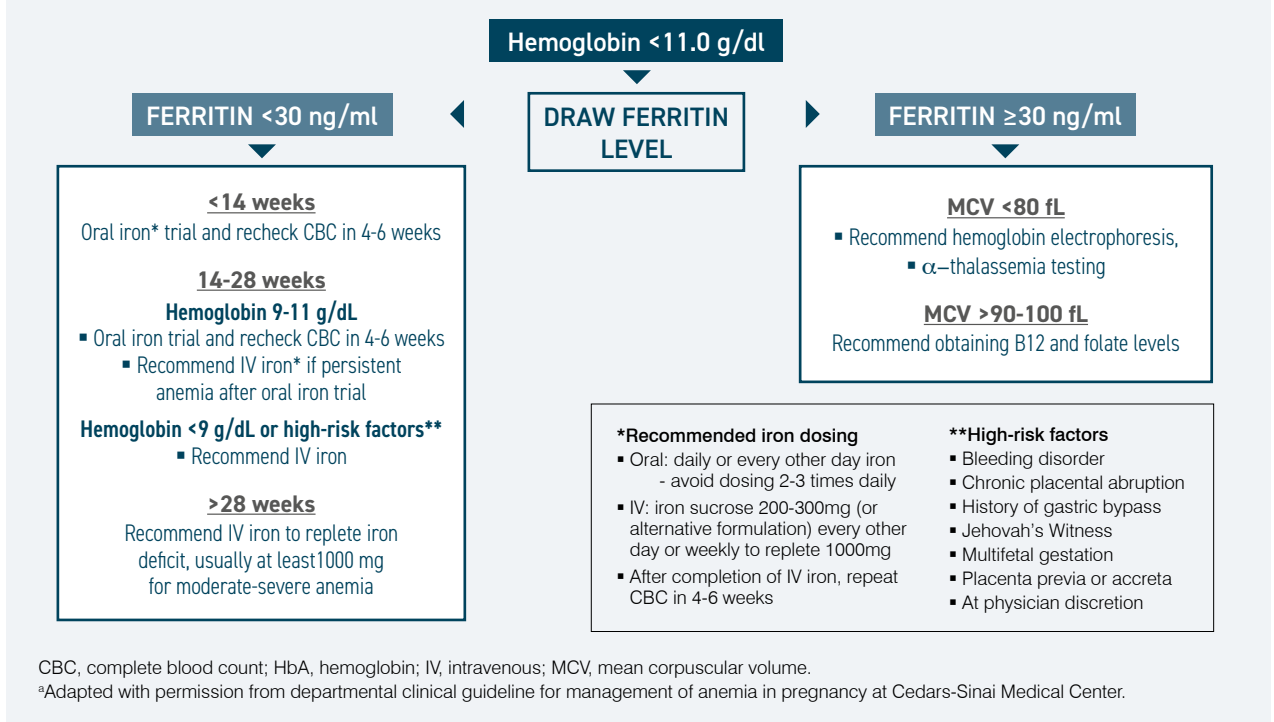 Hemoglobin <11.0 g/dl
FERRITIN <30 ng/ml
DRAW FERRITIN
LEVEL
FERRITIN ≥30 ng/ml
<14 weeks
Oral iron* trial and recheck CBC in 4-6 weeks
14-28 weeks
Hemoglobin 9-11 g/dL
▪ Oral iron trial and recheck CBC in 4-6 weeks
▪ Recommend IV iron* if persistent
anemia after oral iron trial
Hemoglobin <9 g/dL or high-risk factors**
▪ Recommend IV iron
>28 weeks
Recommend IV iron to replete iron
deficit, usually at least1000 mg
for moderate-severe anemia
MCV <80 fL
▪ Recommend hemoglobin electrophoresis,
▪ α–thalassemia testing
MCV >90-100 fL
Recommend obtaining B12 and folate levels
*Recommended iron dosing
▪ Oral: daily or every other day iron
- avoid dosing 2-3 times daily
▪ IV: iron sucrose 200-300mg (or
alternative formulation) every other
day or weekly to replete 1000mg
▪ After completion of IV iron, repeat
CBC in 4-6 weeks
**High-risk factors
▪ Bleeding disorder
▪ Chronic placental abruption
▪ History of gastric bypass
▪ Jehovah's Witness
▪ Multifetal gestation
▪ Placenta previa or accreta
▪ At physician discretion
CBC, complete blood count; HbA, hemoglobin; IV, intravenous; MCV, mean corpuscular volume.
ᵃAdapted with permission from departmental clinical guideline for management of anemia in pregnancy at Cedars-Sinai Medical Center.